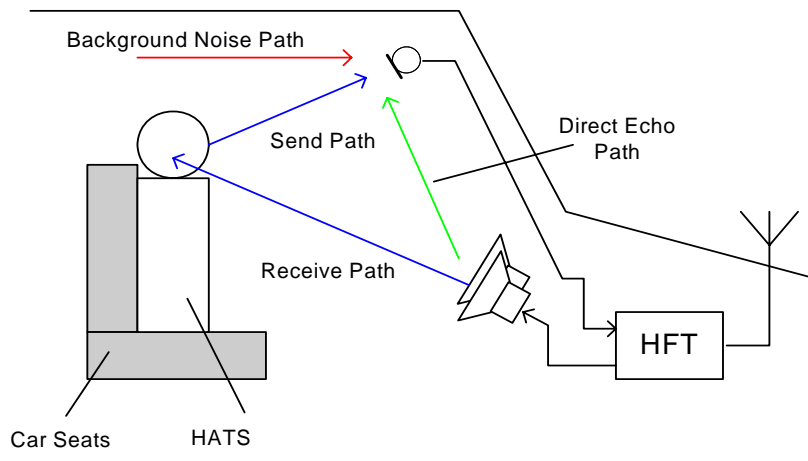 Background Noise Path
Send Path
Direct Echo
Path
Receive Path
HFT
Car Seats
HATS